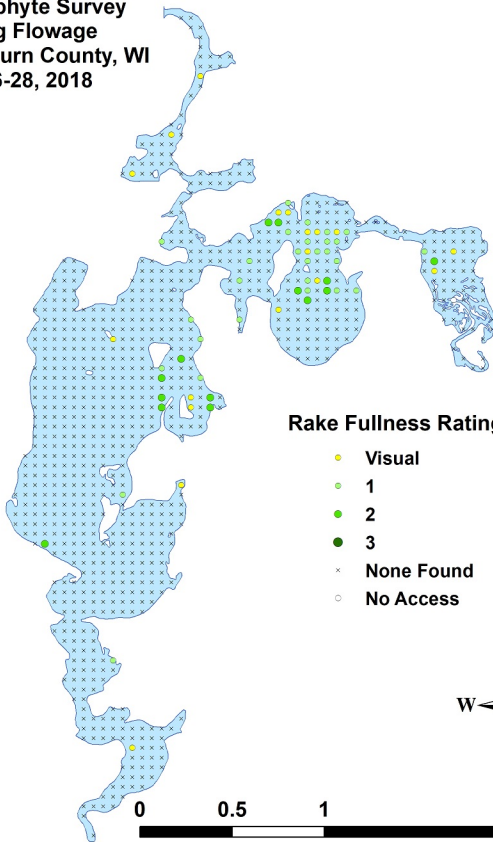 phyte Survey
g Flowage
urn County, WI
6-28, 2018
Rake Fullness Rating
Visual
1
2
3
None Found
No Access
W
0 0.5 1